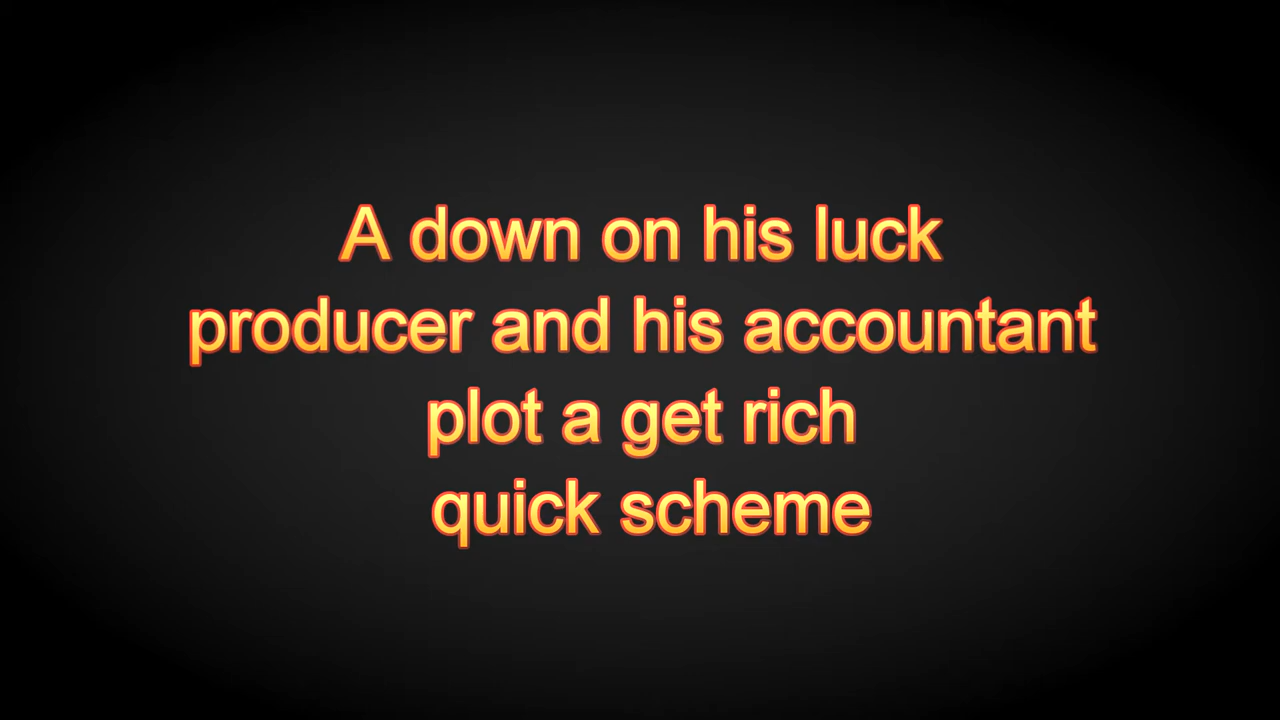 A down on his luck
producer and his accountant
plot a get rich
quick scheme